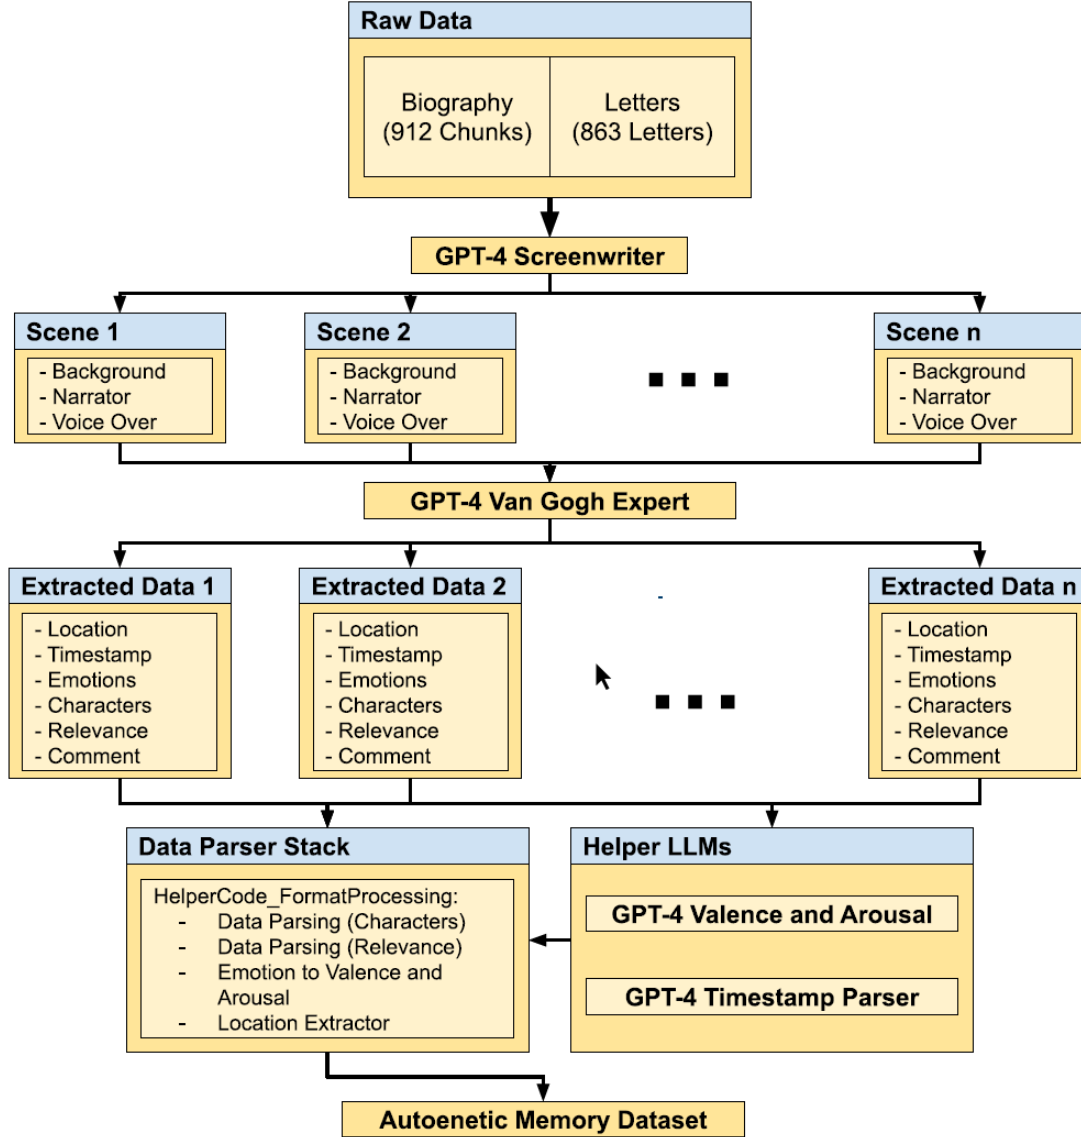 Raw Data
Biography
(912 Chunks)
Letters
(863 Letters)
GPT-4 Screenwriter
Scene 1
- Background
- Narrator
- Voice Over
Scene 2
- Background
- Narrator
- Voice Over
Scene n
- Background
- Narrator
- Voice Over
GPT-4 Van Gogh Expert
Extracted Data 1
- Location
- Timestamp
- Emotions
- Characters
- Relevance
- Comment
Extracted Data 2
- Location
- Timestamp
- Emotions
- Characters
- Relevance
- Comment
Extracted Data n
- Location
- Timestamp
- Emotions
- Characters
- Relevance
- Comment
Data Parser Stack
HelperCode_FormatProcessing:
- Data Parsing (Characters)
- Data Parsing (Relevance)
- Emotion to Valence and
Arousal
- Location Extractor
Helper LLMs
GPT-4 Valence and Arousal
GPT-4 Timestamp Parser
Autoenetic Memory Dataset